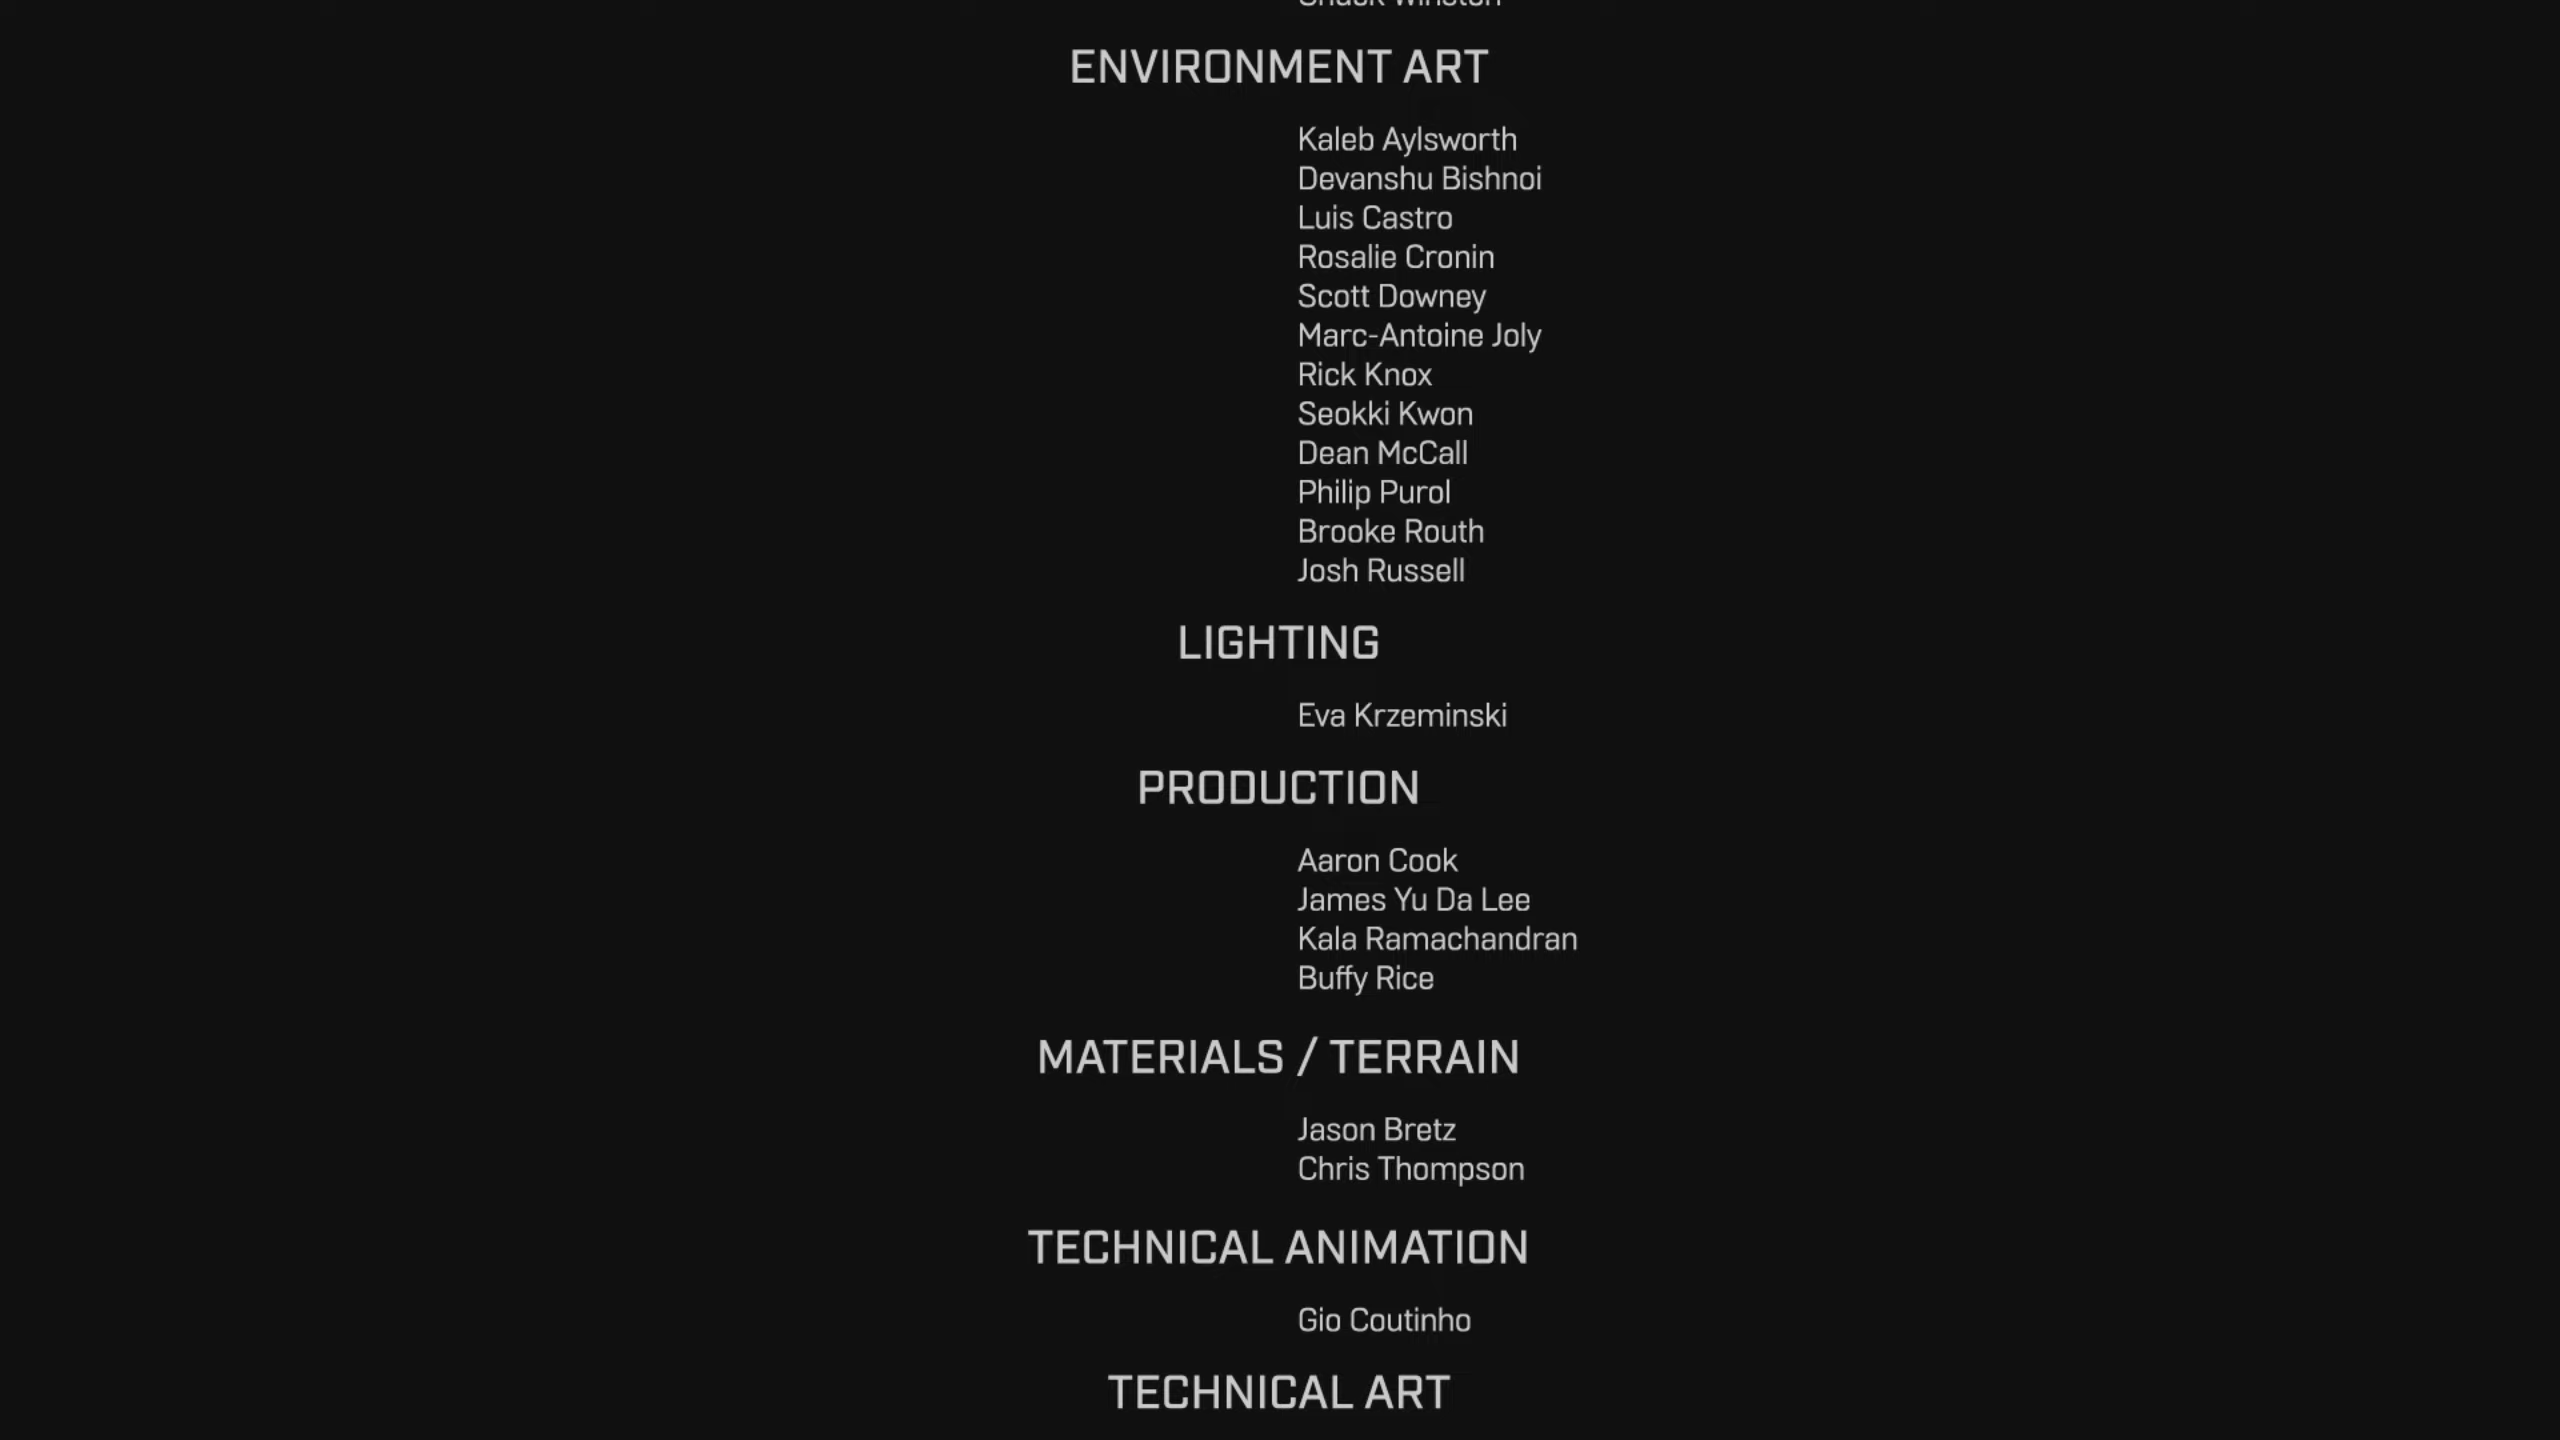 ENVIRONMENT ART
Kaleb Aylsworth
Devanshu Bishnoi
Luis Castro
Rosalie Cronin
Scott Downey
Marc-Antoine Joly
Rick Knox
Seokki Kwon
Dean McCall
Philip Purol
Brooke Routh
Josh Russell
LIGHTING
Eva Krzeminski
PRODUCTION
Aaron Cook
James Yu Da Lee
Kala Ramachandran
Buffy Rice
MATERIALS / TERRAIN
Jason Bretz
Chris Thompson
TECHNICAL ANIMATION
Gio Coutinho
TECHNICAL ART